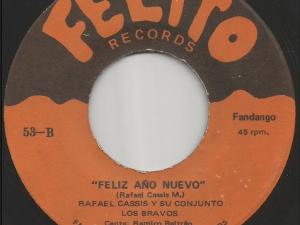 FELITO
RECORDS
Fandango
53-B
45 rpm.
"FELIZ AÑO NUEVO"
(Rafael Cassis M.)
RAFAEL CASSIS Y SU CONJUNTO
LOS BRAVOS
Canta: Ramiro Beltrán